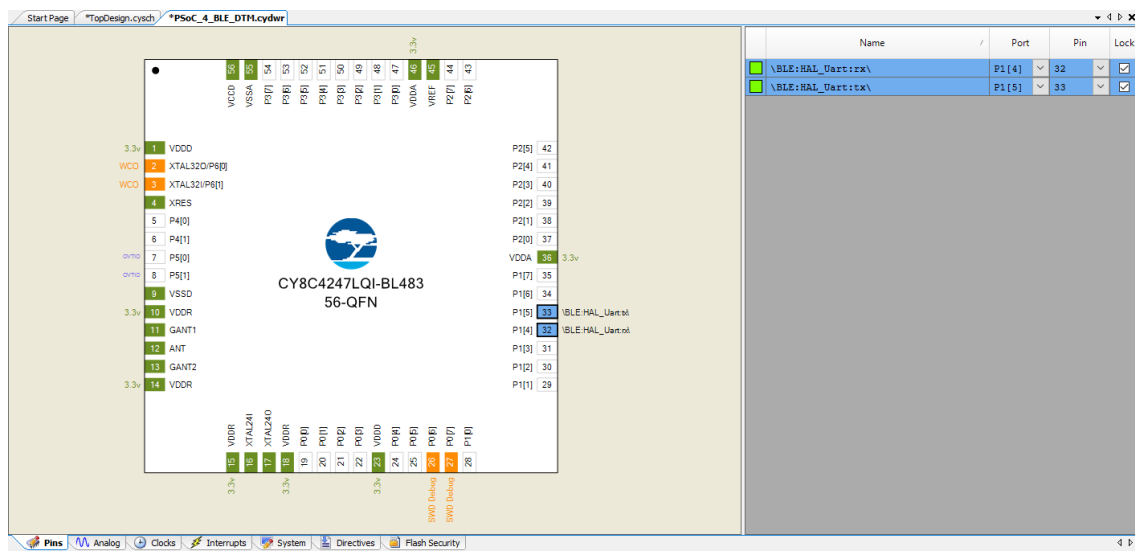 Start Page *TopDesign.cysch *PSoC_4_BLE_DTM.cydwr
3.3v
56 55 54 53 52 51 50 49 48 47 46 45 44 43
VCCD VSSA P3[7] P3[6] P3[5] P3[4] P3[3] P3[2] P3[1] P3[0] VDDA VREF P2[7] P2[6]
3.3v 1 VDDD
WCO 2 XTAL32O/P6[0]
WCO 3 XTAL32I/P6[1]
4 XRES
5 P4[0]
6 P4[1]
ovtio 7 P5[0]
ovtio 8 P5[1]
9 VSSD
3.3v 10 VDDR
11 GANT1
12 ANT
13 GANT2
3.3v 14 VDDR
CY8C4247LQI-BL483
56-QFN
P2[5] 42
P2[4] 41
P2[3] 40
P2[2] 39
P2[1] 38
P2[0] 37
VDDA 36 3.3v
P1[7] 35
P1[6] 34
P1[5] 33 \BLE:HAL_Uart:tx\
P1[4] 32 \BLE:HAL_Uart:rx\
P1[3] 31
P1[2] 30
P1[1] 29
VDDR XTAL24I XTAL24O VDDR P0[0] P0[1] P0[2] P0[3] VDDD P0[4] P0[5] P0[6] P0[7] P1[0]
15 16 17 18 19 20 21 22 23 24 25 26 27 28
3.3v 3.3v 3.3v SWD Debug SWD Debug
Name / Port Pin Lock
\BLE:HAL_Uart:rx\ P1[4] 32
\BLE:HAL_Uart:tx\ P1[5] 33
Pins Analog Clocks Interrupts System Directives Flash Security